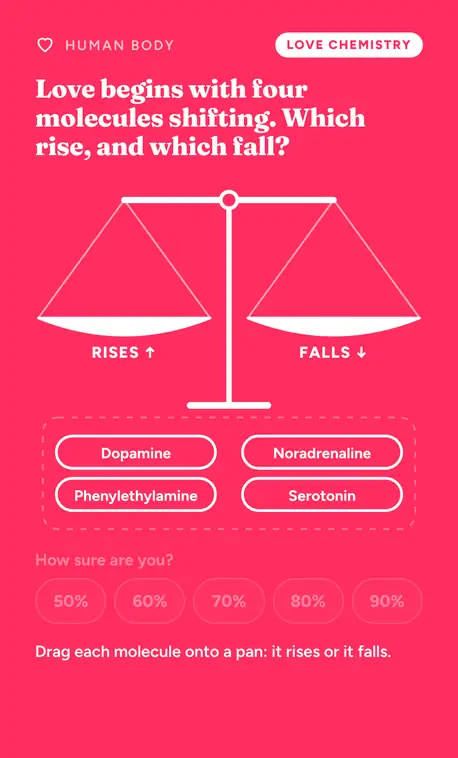 HUMAN BODY
LOVE CHEMISTRY
Love begins with four
molecules shifting. Which
rise, and which fall?
RISES ↑
FALLS ↓
Dopamine
Noradrenaline
Phenylethylamine
Serotonin
How sure are you?
50%
60%
70%
80%
90%
Drag each molecule onto a pan: it rises or it falls.